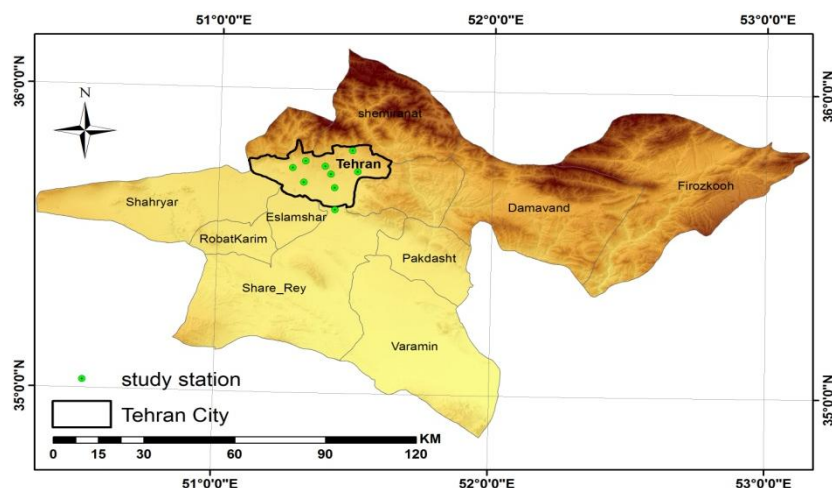 51°0'0"E 52°0'0"E 53°0'0"E
36°0'0"N
36°0'0"N
N
shemiranat
Tehran
Firozkooh
Shahryar
Damavand
Eslamshar
RobatKarim
Pakdasht
Share_Rey
Varamin
study station
35°0'0"N
35°0'0"N
Tehran City
KM
0 15 30 60 90 120
51°0'0"E 52°0'0"E 53°0'0"E